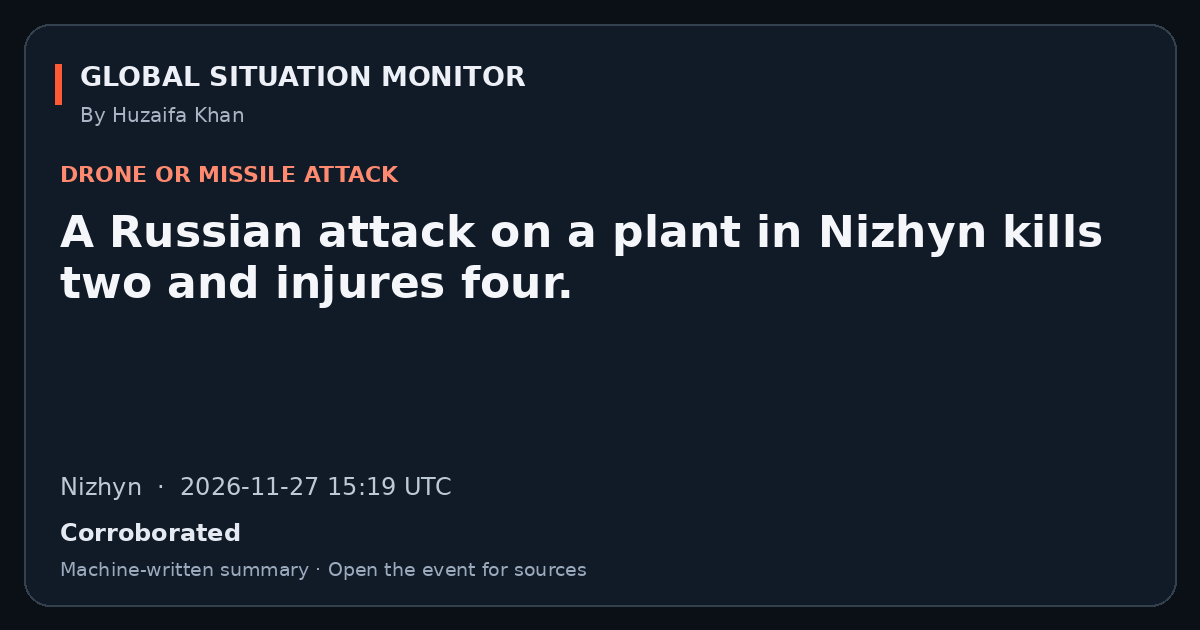 GLOBAL SITUATION MONITOR
By Huzaifa Khan
DRONE OR MISSILE ATTACK
A Russian attack on a plant in Nizhyn kills
two and injures four.
Nizhyn · 2026-11-27 15:19 UTC
Corroborated
Machine-written summary · Open the event for sources